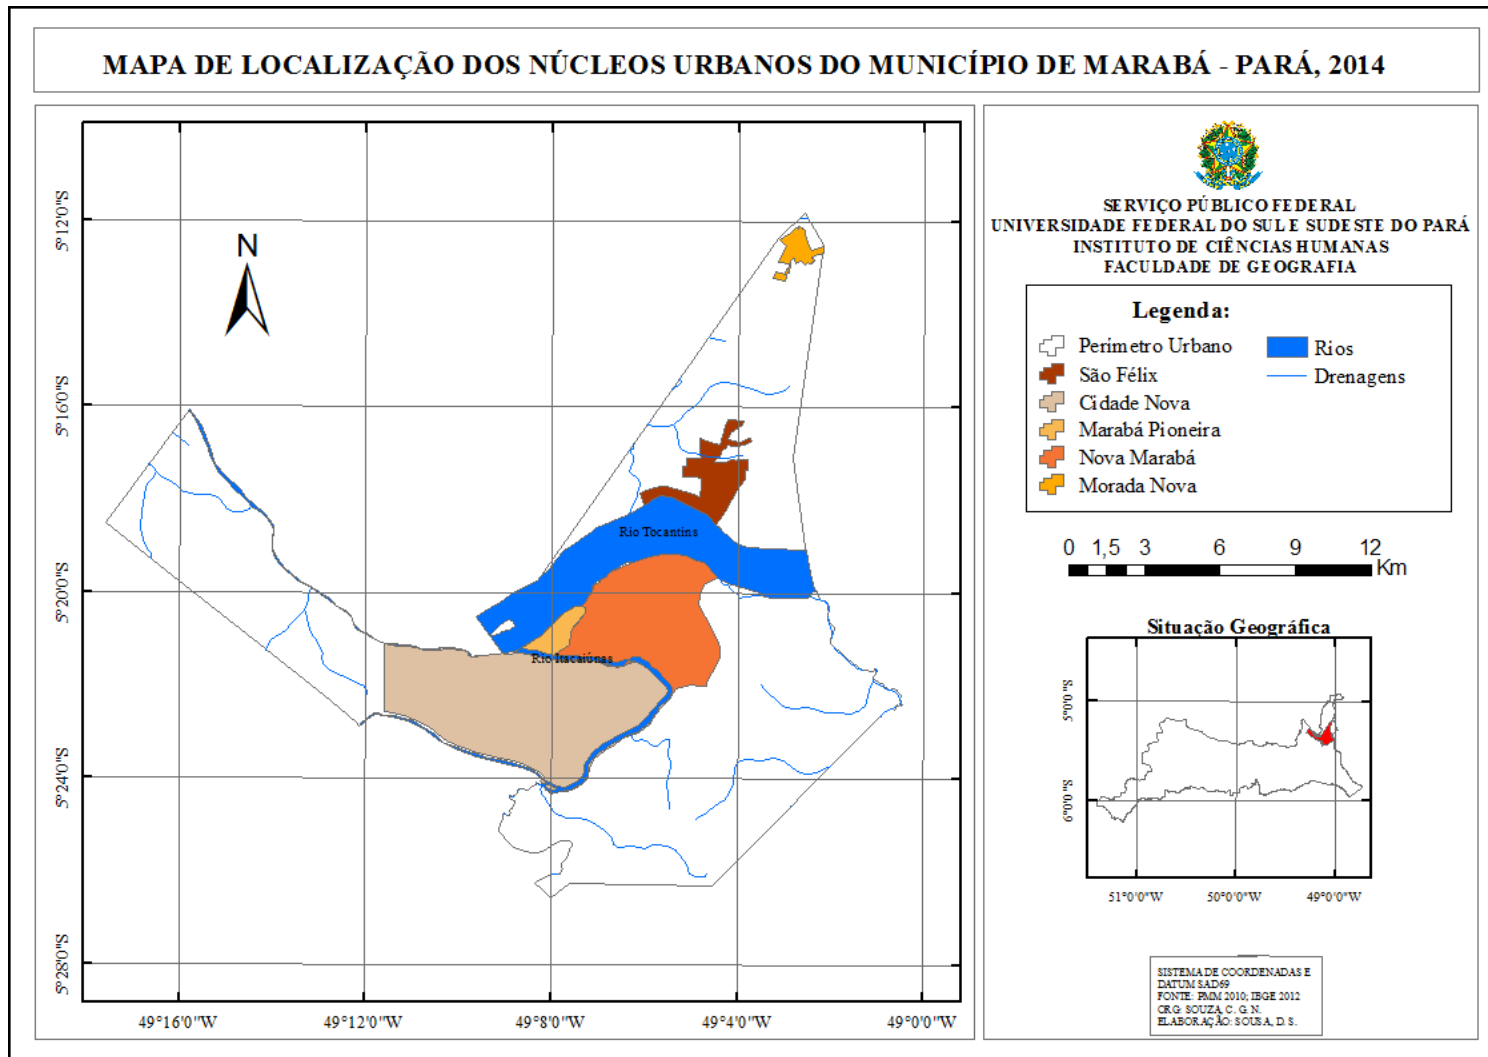 MAPA DE LOCALIZAÇÃO DOS NÚCLEOS URBANOS DO MUNICÍPIO DE MARABÁ - PARÁ, 2014
N
5°12'0"S
5°16'0"S
5°20'0"S
5°24'0"S
5°28'0"S
49°16'0"W
49°12'0"W
49°8'0"W
49°4'0"W
49°0'0"W
Rio Tocantins
Rio Itacaiúnas
SERVIÇO PÚBLICO FEDERAL
UNIVERSIDADE FEDERAL DO SUL E SUDESTE DO PARÁ
INSTITUTO DE CIÊNCIAS HUMANAS
FACULDADE DE GEOGRAFIA
Legenda:
Perímetro Urbano
São Félix
Cidade Nova
Marabá Pioneira
Nova Marabá
Morada Nova
Rios
Drenagens
0 1,5 3 6 9 12
Km
Situação Geográfica
5°0'0"S
6°0'0"S
51°0'0"W
50°0'0"W
49°0'0"W
SISTEMA DE COORDENADAS E
DATUM SAD69
FONTE: PMM 2010; IBGE 2012
ORG: SOUZA, C. G. N.
ELABORAÇÃO: SOUSA, D. S.